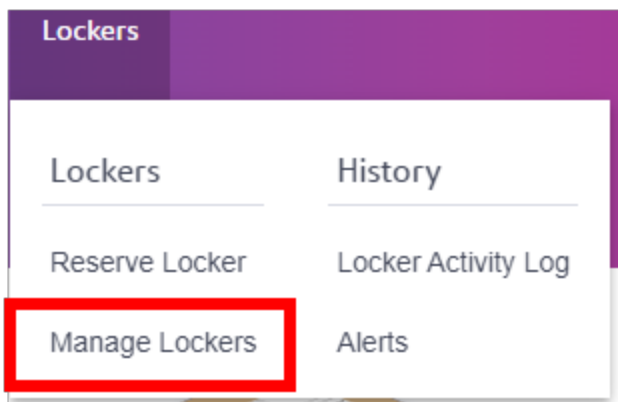 Lockers
Lockers
History
Reserve Locker
Locker Activity Log
Manage Lockers
Alerts